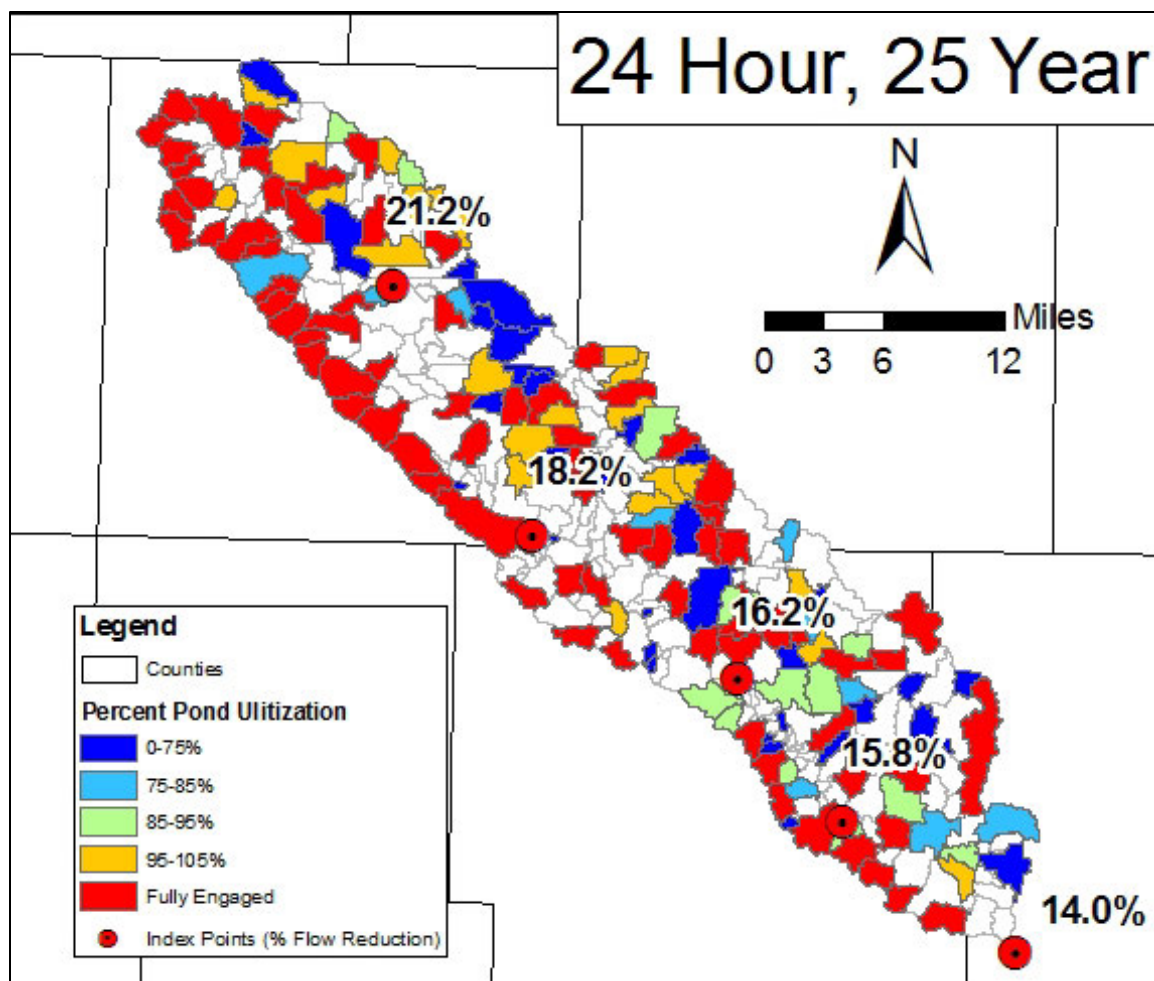 24 Hour, 25 Year
N
Miles
0 3 6 12
21.2%
18.2%
16.2%
15.8%
14.0%
Legend
Counties
Percent Pond Ulitization
0-75%
75-85%
85-95%
95-105%
Fully Engaged
Index Points (% Flow Reduction)